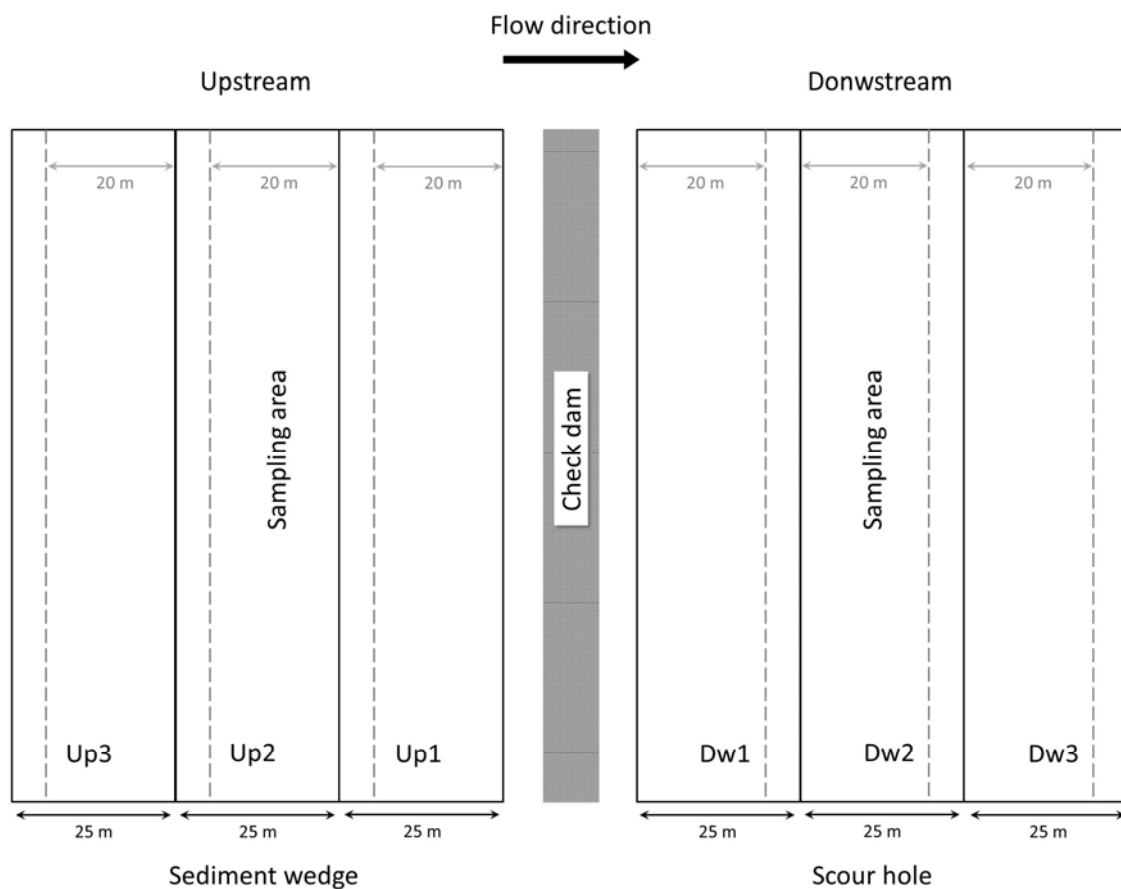 Flow direction
Upstream
Donwstream
20 m
20 m
20 m
20 m
20 m
20 m
Sampling area
Check dam
Sampling area
Up3
Up2
Up1
Dw1
Dw2
Dw3
25 m
25 m
25 m
25 m
25 m
25 m
Sediment wedge
Scour hole